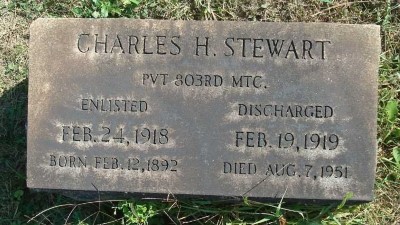 CHARLES H. STEWART
PVT 803RD MTC.
ENLISTED DISCHARGED
FEB. 24, 1918 FEB. 19, 1919
BORN FEB. 12, 1892 DIED AUG. 7, 1951